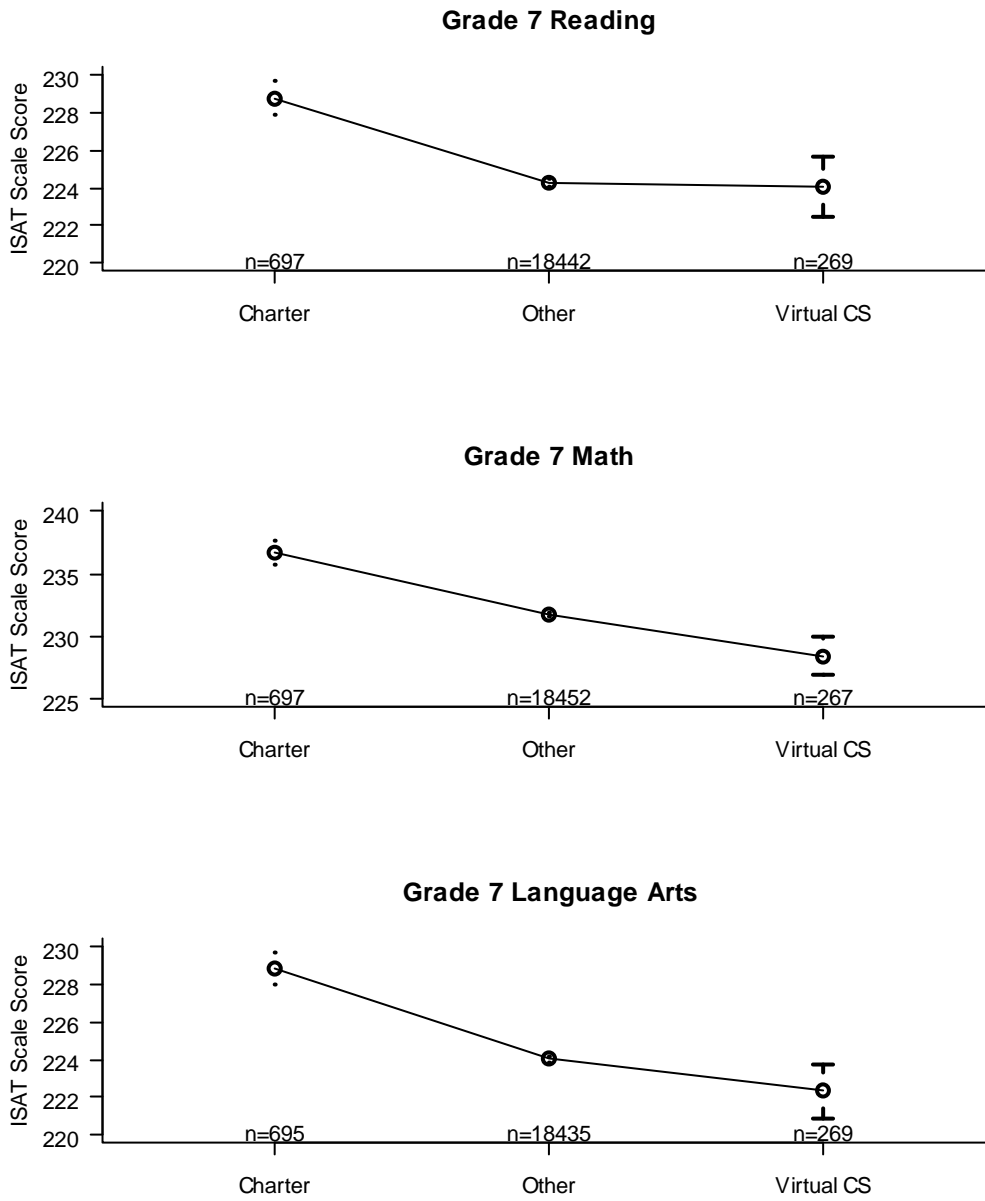 Grade 7 Reading
ISAT Scale Score
230
228
226
224
222
220
n=697 n=18442 n=269
Charter Other Virtual CS
Grade 7 Math
ISAT Scale Score
240
235
230
225
n=697 n=18452 n=267
Charter Other Virtual CS
Grade 7 Language Arts
ISAT Scale Score
230
228
226
224
222
220
n=695 n=18435 n=269
Charter Other Virtual CS